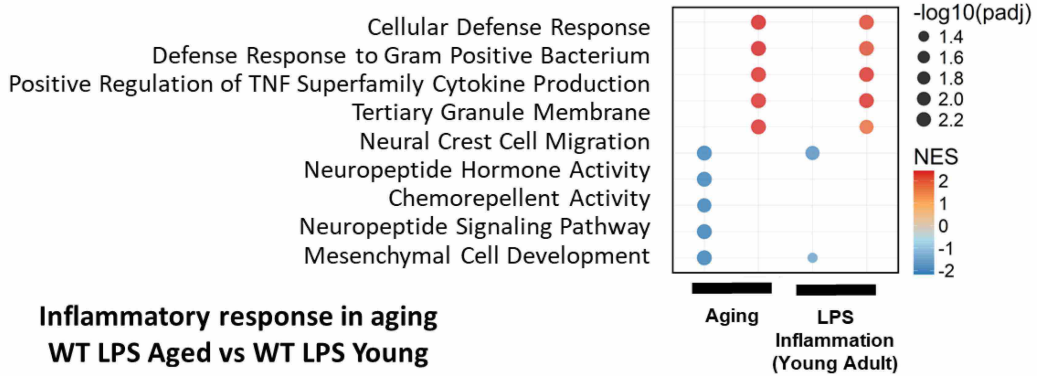 Cellular Defense Response
Defense Response to Gram Positive Bacterium
Positive Regulation of TNF Superfamily Cytokine Production
Tertiary Granule Membrane
Neural Crest Cell Migration
Neuropeptide Hormone Activity
Chemorepellent Activity
Neuropeptide Signaling Pathway
Mesenchymal Cell Development
-log10(padj)
1.4
1.6
1.8
2.0
2.2
NES
2
1
0
-1
-2
Aging
LPS
Inflammation
(Young Adult)
Inflammatory response in aging
WT LPS Aged vs WT LPS Young